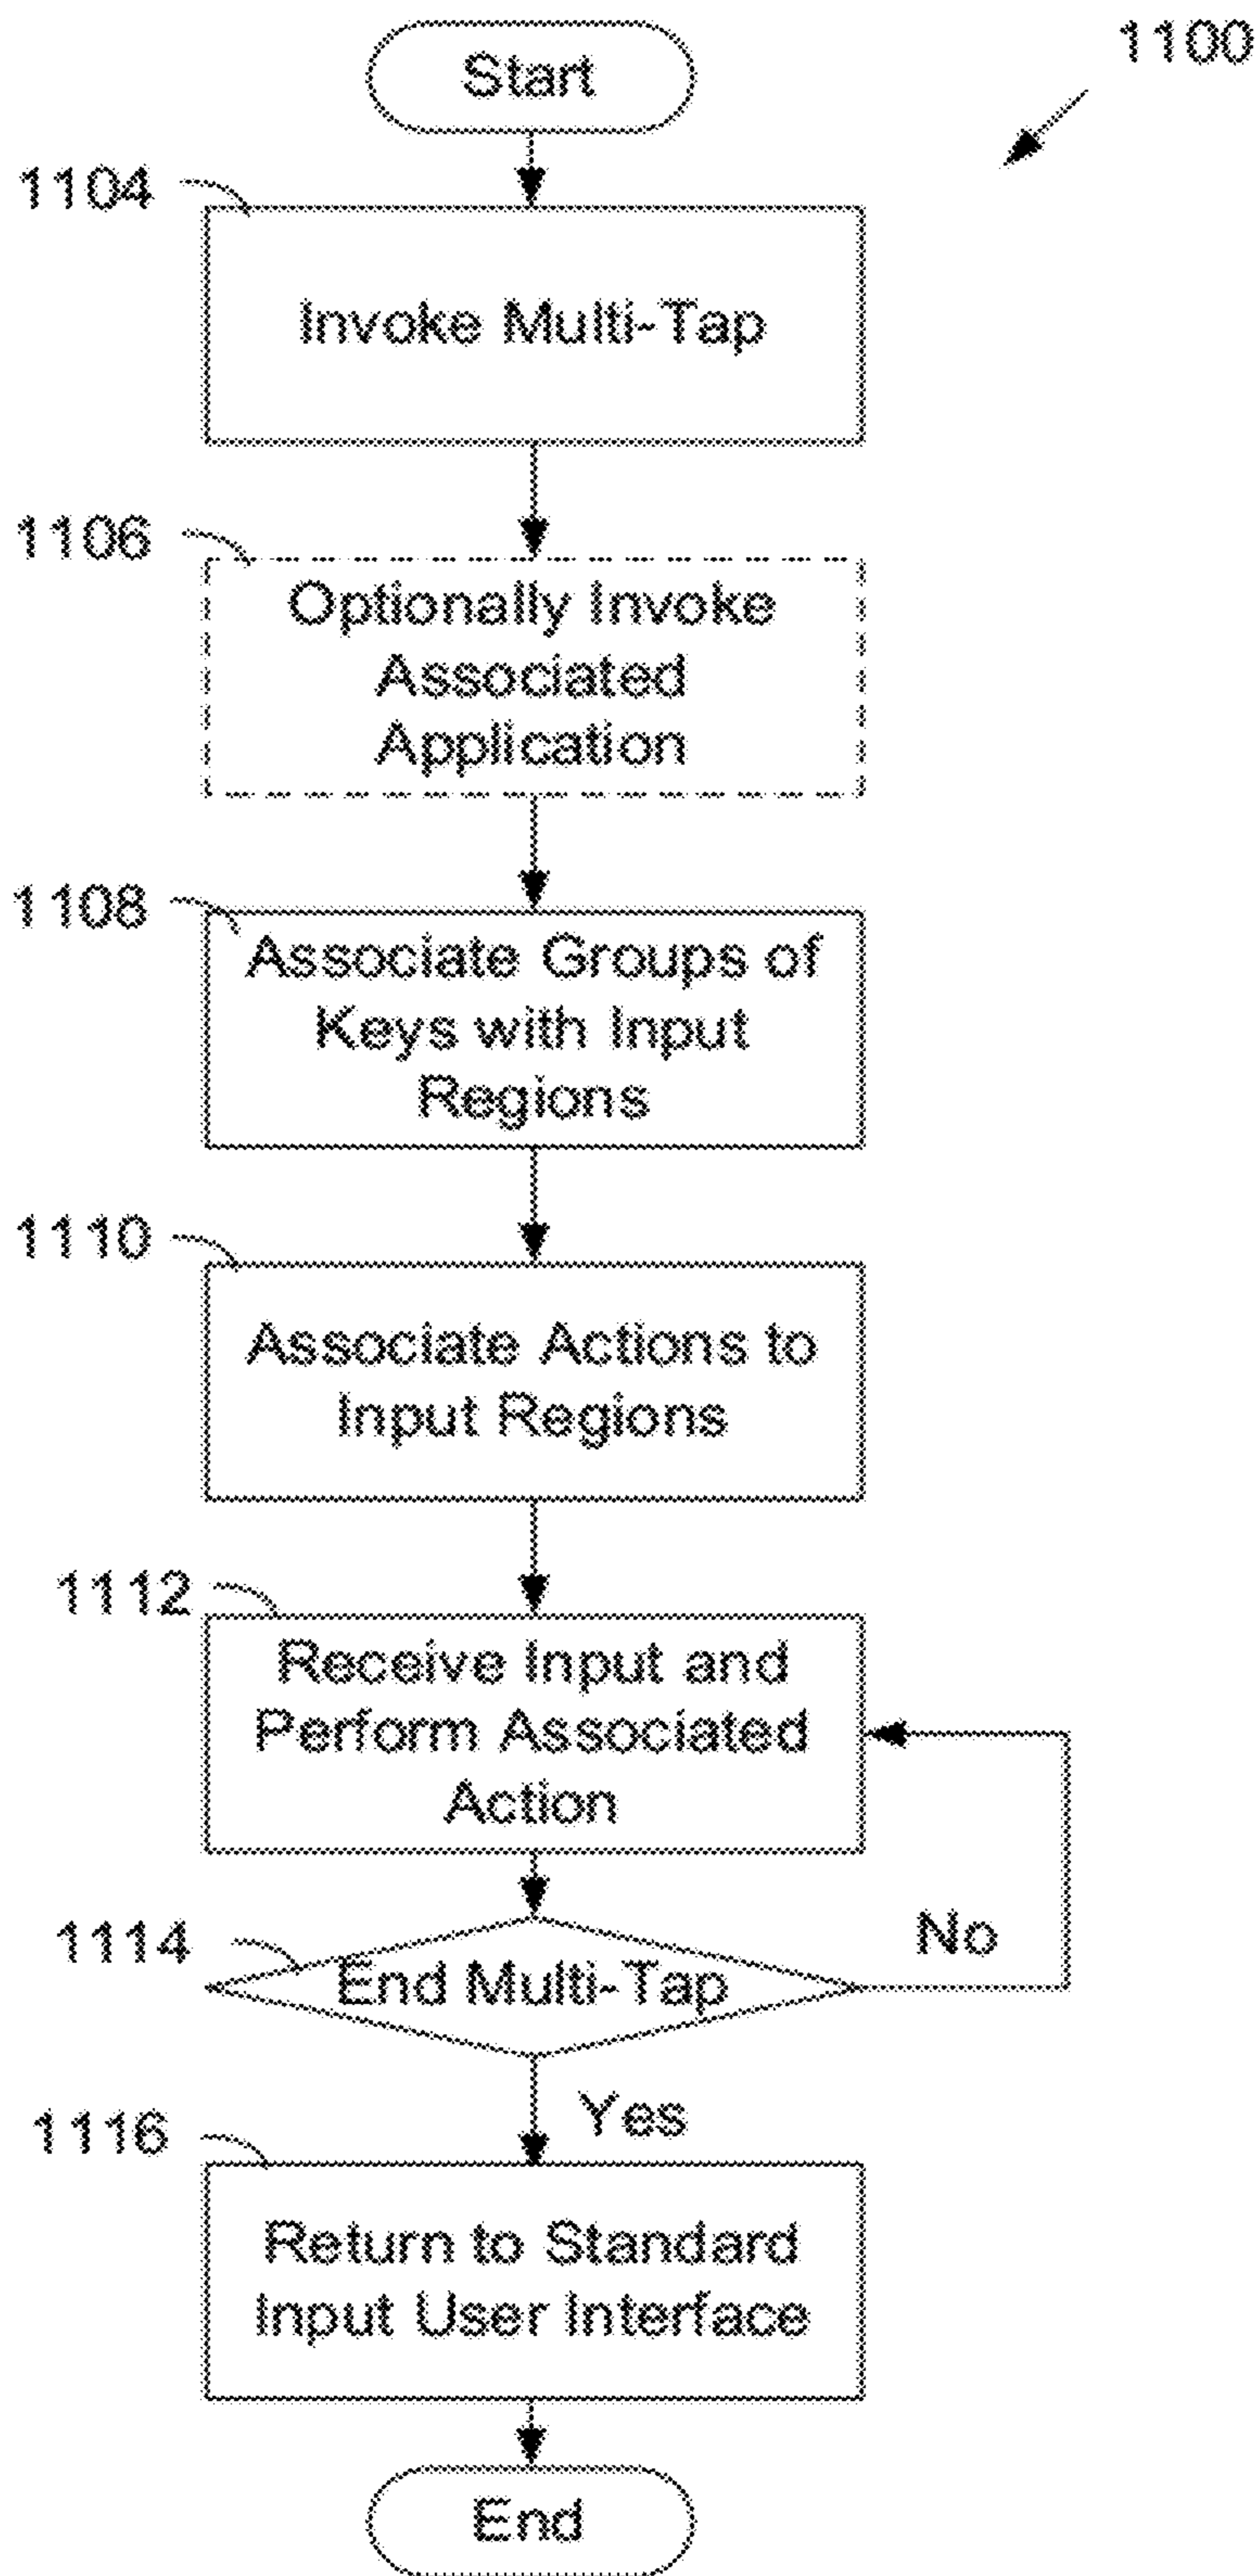 Start
1100
1104
Invoke Multi-Tap
1106
Optionally Invoke
Associated
Application
1108
Associate Groups of
Keys with Input
Regions
1110
Associate Actions to
Input Regions
1112
Receive Input and
Perform Associated
Action
1114
End Multi-Tap
No
Yes
1116
Return to Standard
Input User Interface
End